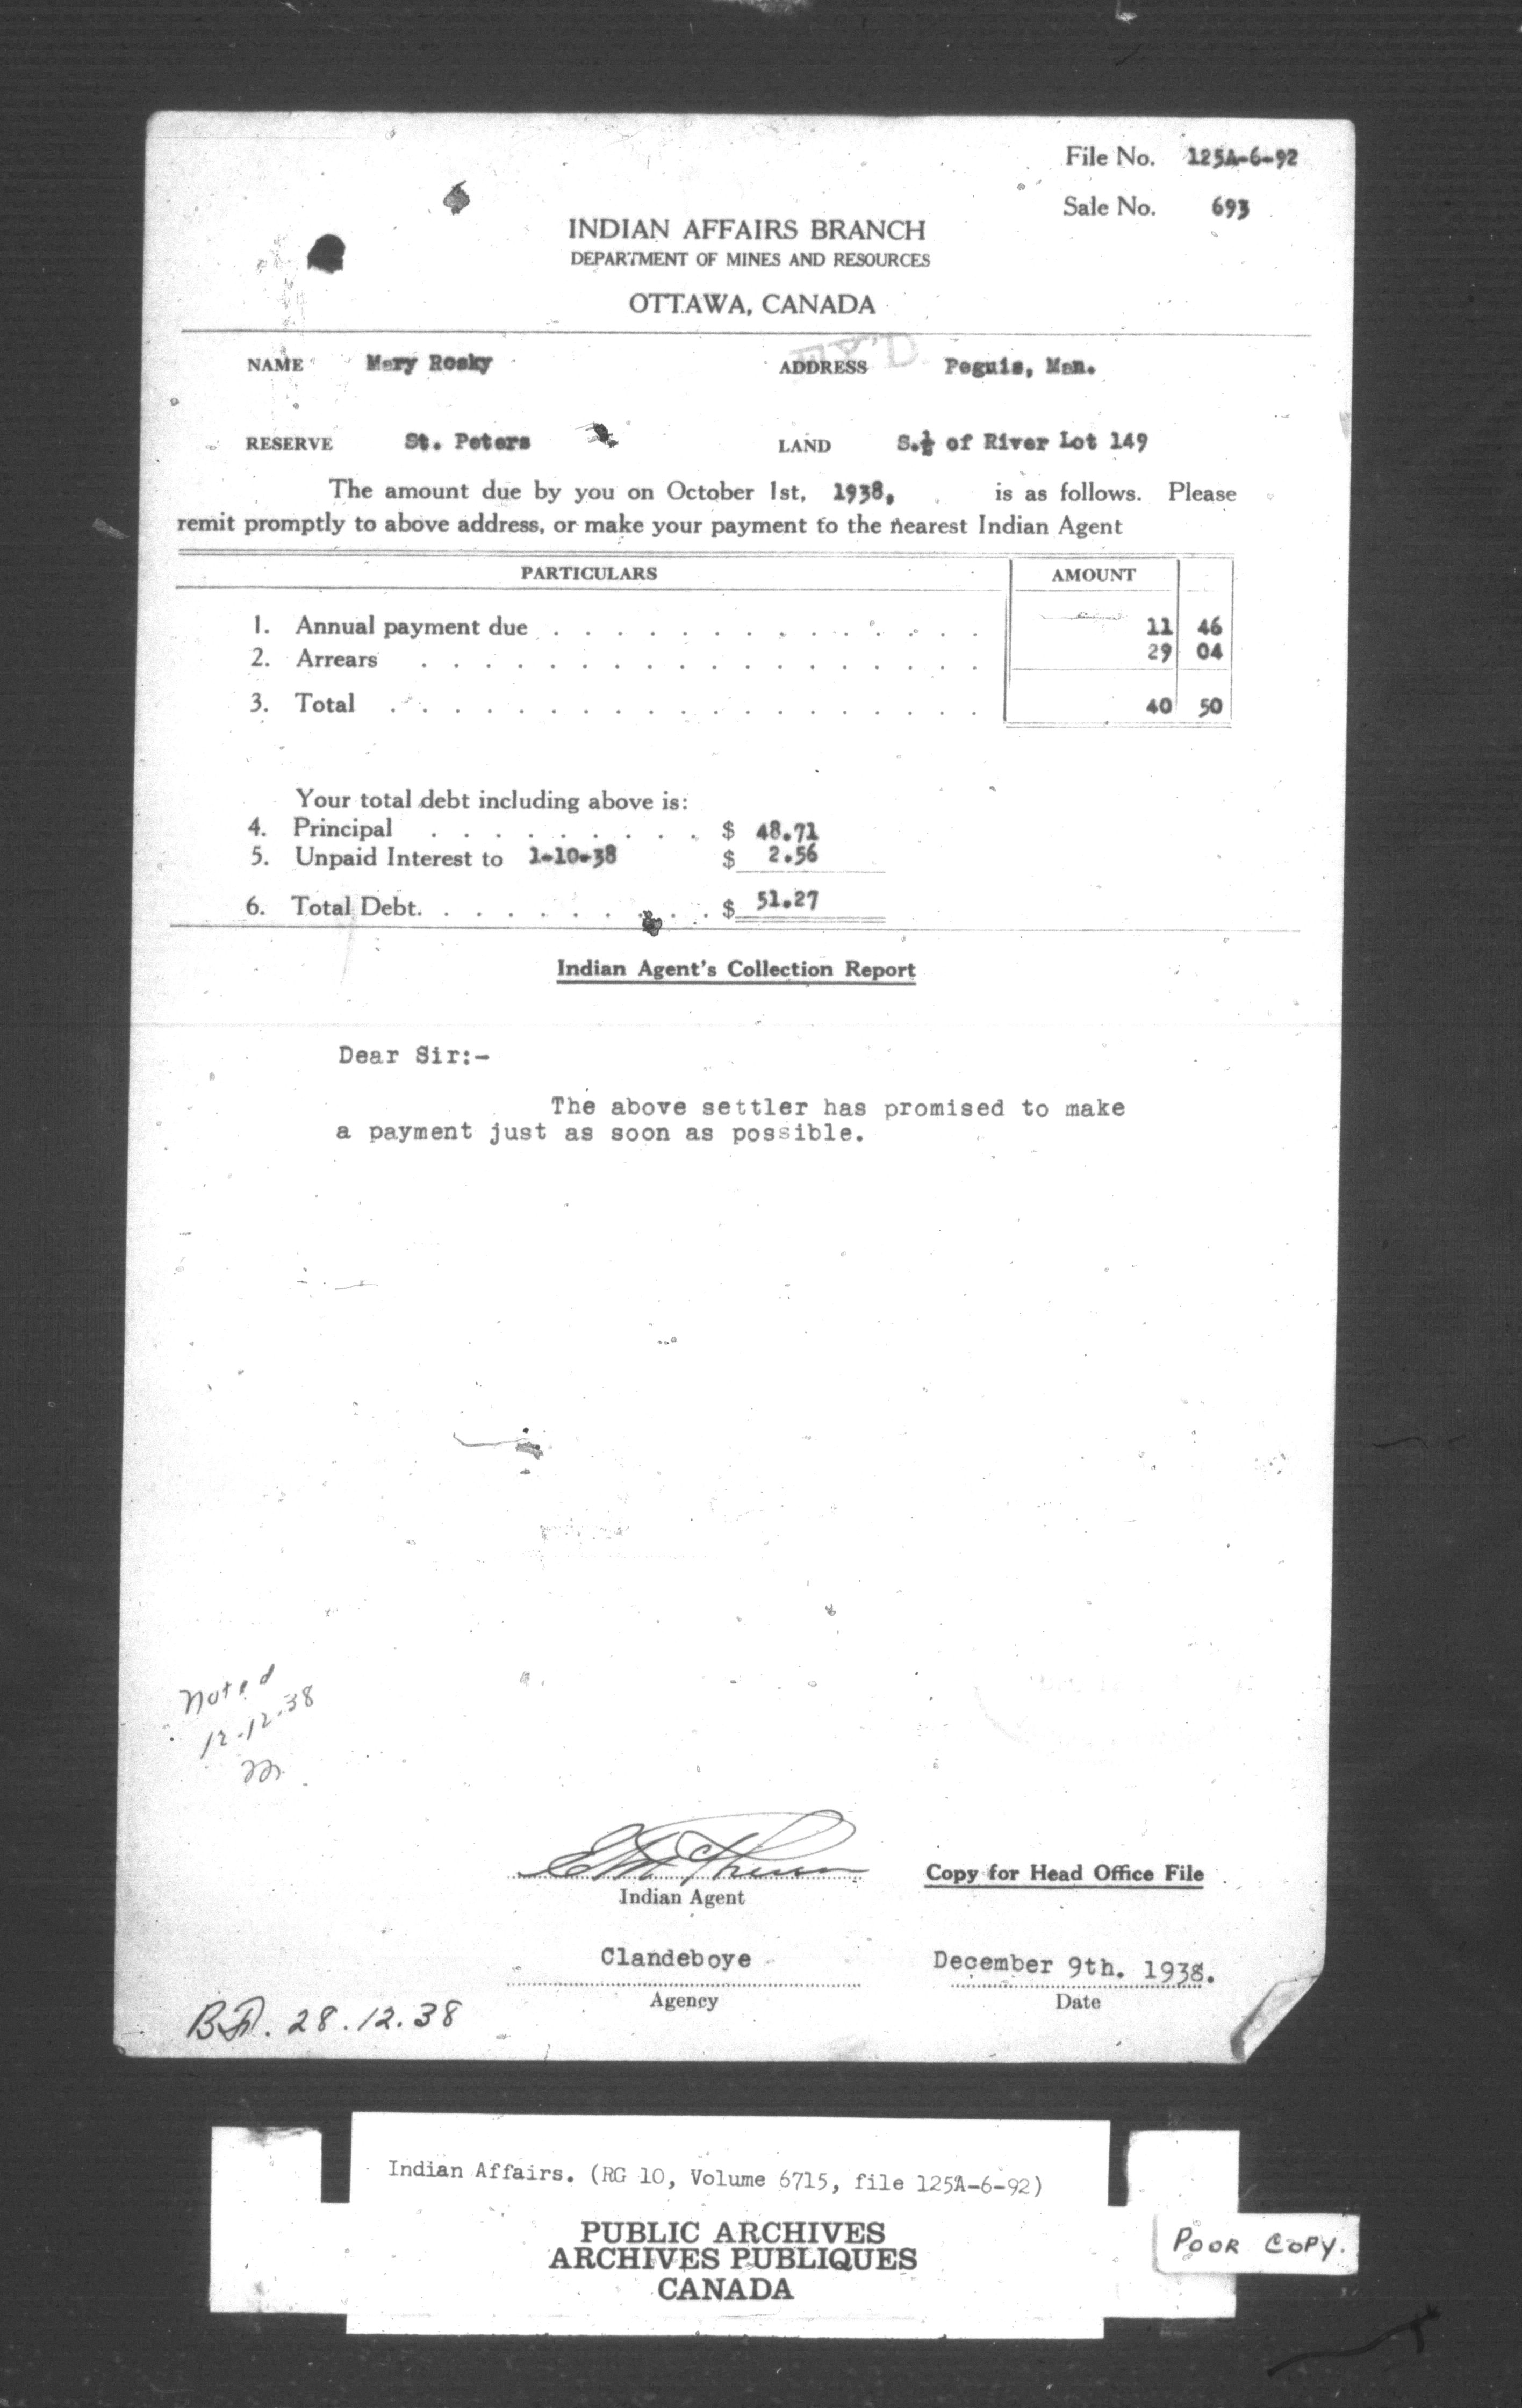 File No. 125A-6-92
Sale No. 693
INDIAN AFFAIRS BRANCH
DEPARTMENT OF MINES AND RESOURCES
OTTAWA, CANADA
NAME Mary Rosky ADDRESS Peguis, Man.
RESERVE St. Peters LAND S.½ of River Lot 149
The amount due by you on October 1st, 1938, is as follows. Please
remit promptly to above address, or make your payment to the nearest Indian Agent
PARTICULARS AMOUNT
1. Annual payment due . . . . . . . . . . . . . . 11 46
2. Arrears . . . . . . . . . . . . . . . . . . 29 04
3. Total . . . . . . . . . . . . . . . . . . . 40 50
Your total debt including above is:
4. Principal . . . . . . . . . $ 48.71
5. Unpaid Interest to 1-10-38 $ 2.56
6. Total Debt. . . . . . . . . . $ 51.27
Indian Agent's Collection Report
Dear Sir:-
The above settler has promised to make
a payment just as soon as possible.
Noted
12-12-38
Indian Agent
Copy for Head Office File
Clandeboye December 9th. 1938.
Agency Date
28.12.38
Indian Affairs. (RG 10, Volume 6715, file 125A-6-92)
PUBLIC ARCHIVES
ARCHIVES PUBLIQUES
CANADA
POOR COPY.